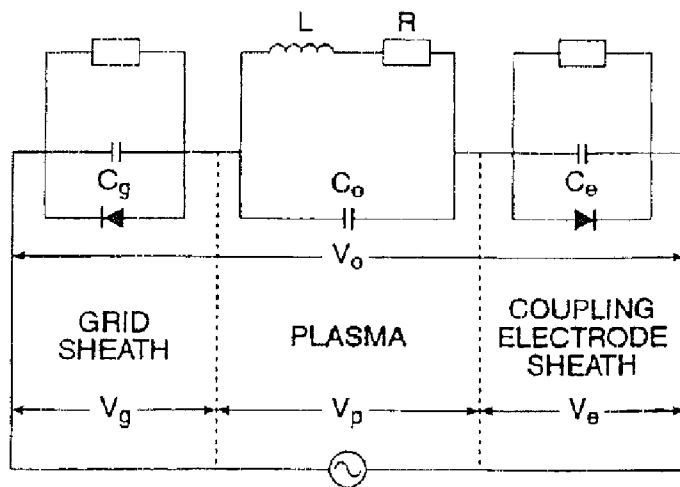 L R
C_g C_o C_e
V_o
GRID
SHEATH
PLASMA
COUPLING
ELECTRODE
SHEATH
V_g V_p V_e